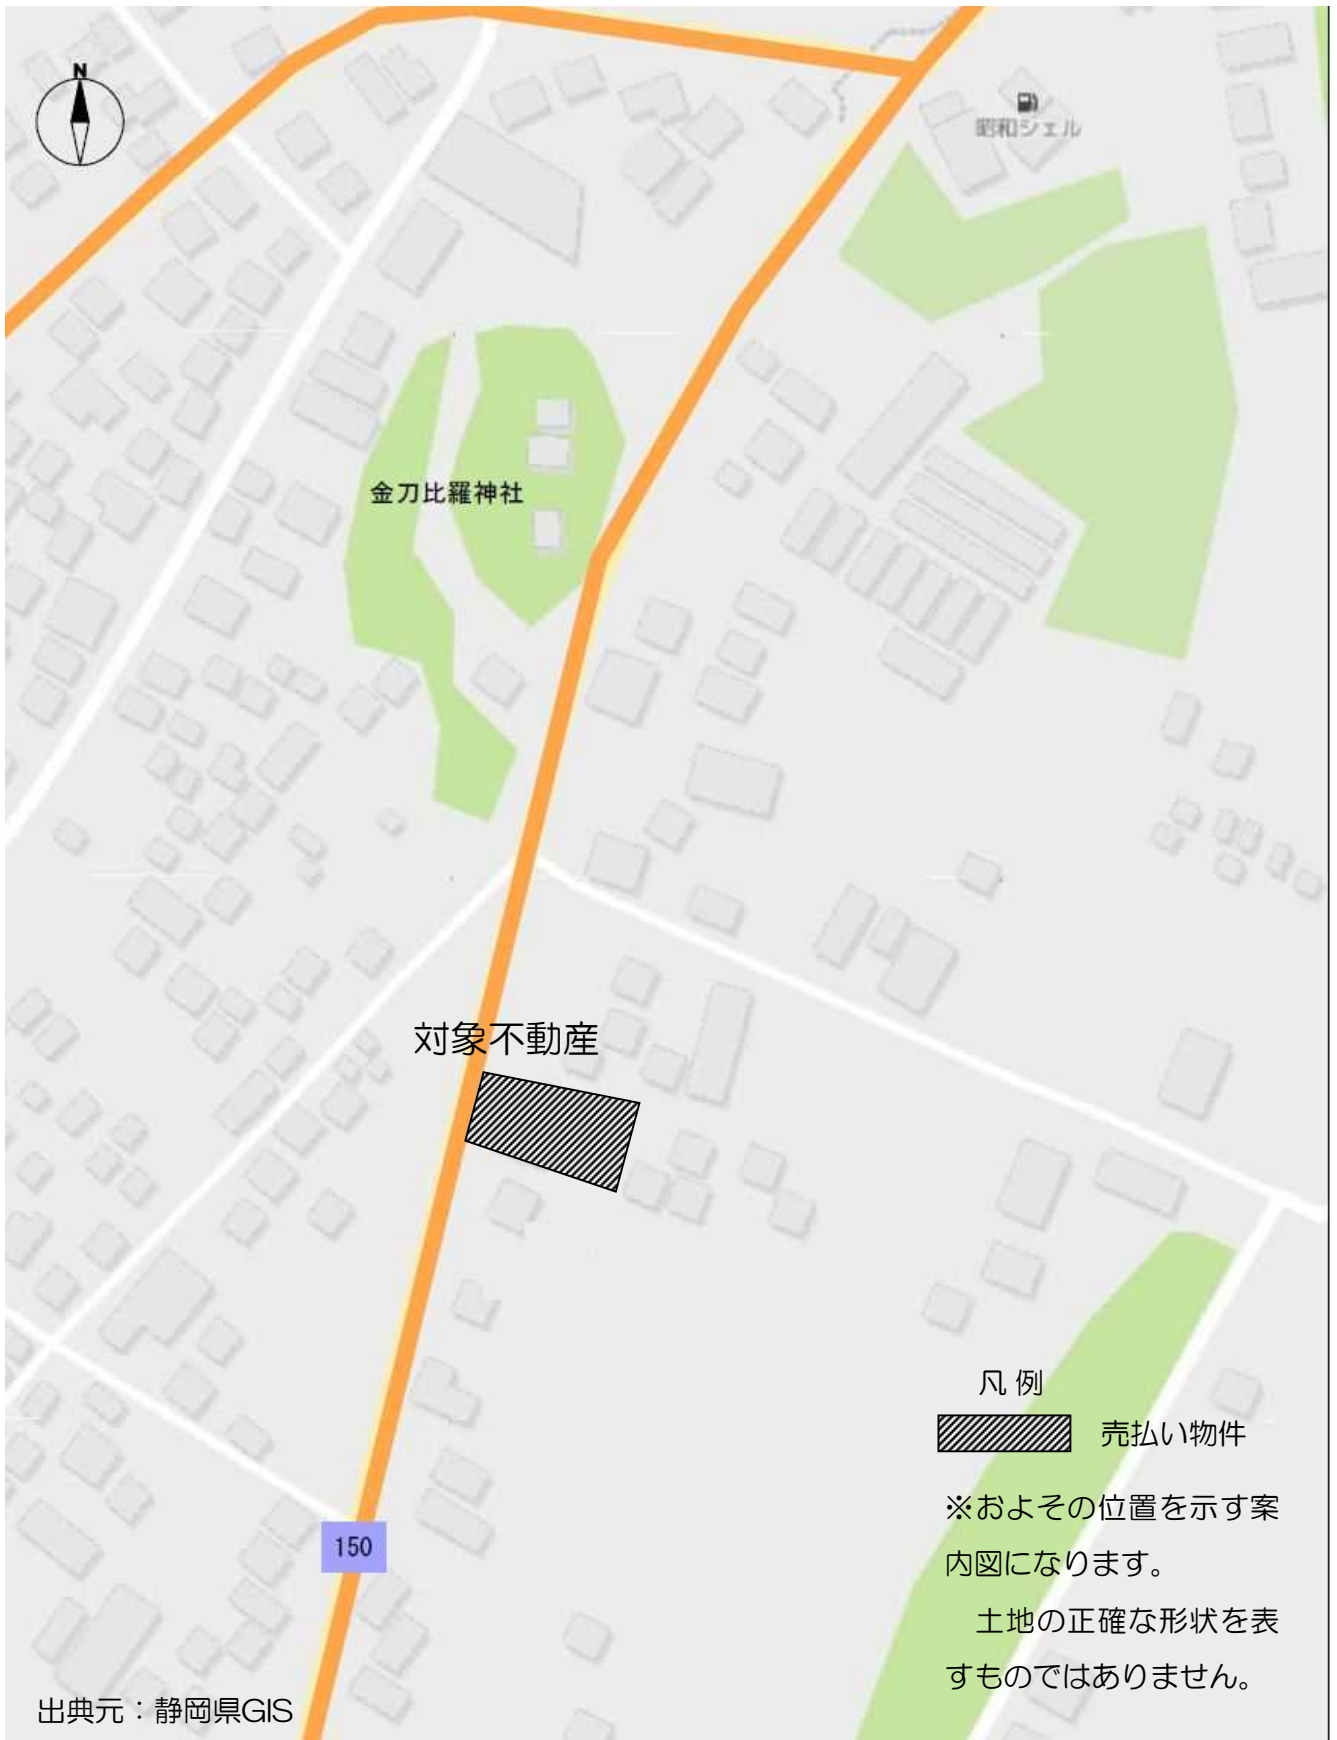 N
昭和シェル
金刀比羅神社
対象不動産
凡例
売払い物件
※およその位置を示す案
内図になります。
土地の正確な形状を表
すものではありません。
150
出典元：静岡県GIS